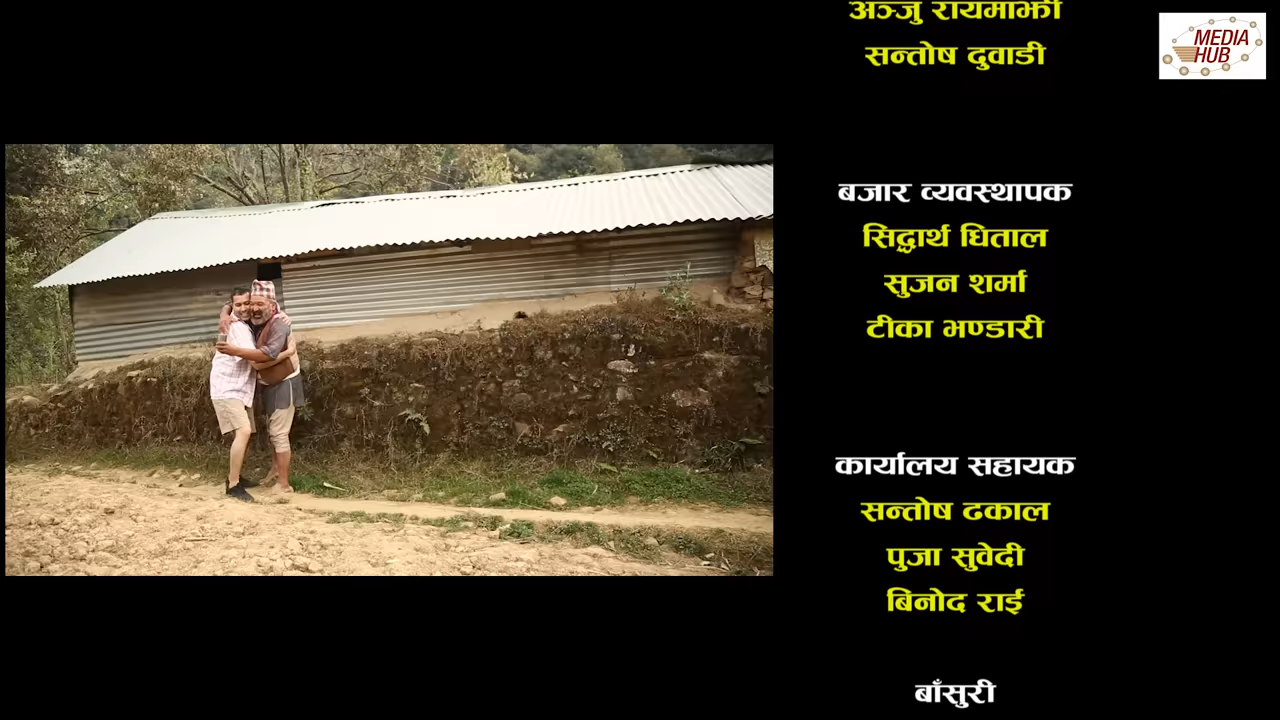 अञ्जु रायमाझी
सन्तोष दुवाडी
MEDIA
HUB
बजार व्यवस्थापक
सिद्धार्थ घिताल
सुजन शर्मा
टीका भण्डारी
कार्यालय सहायक
सन्तोष ढकाल
पुजा सुवेदी
बिनोद राई
बाँसुरी